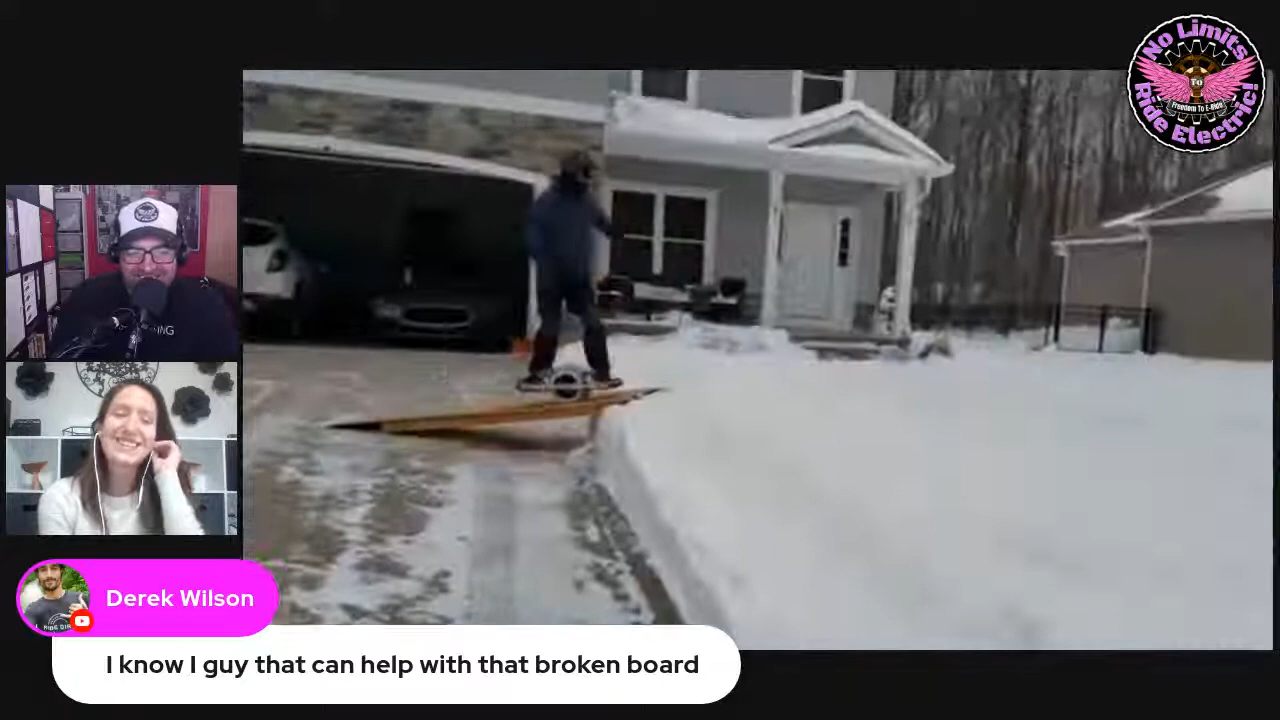 No Limits
TO
Freedom To E-Ride
Ride Electric!
ING
Derek Wilson
I know I guy that can help with that broken board